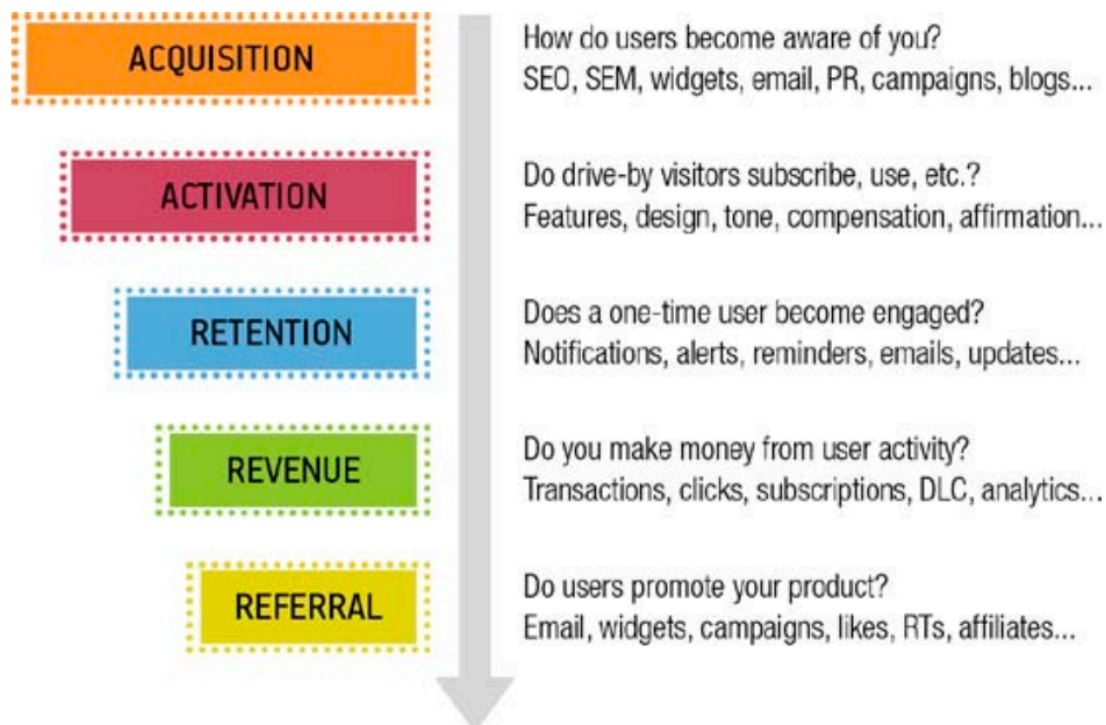 ACQUISITION
How do users become aware of you?
SEO, SEM, widgets, email, PR, campaigns, blogs...
ACTIVATION
Do drive-by visitors subscribe, use, etc.?
Features, design, tone, compensation, affirmation...
RETENTION
Does a one-time user become engaged?
Notifications, alerts, reminders, emails, updates...
REVENUE
Do you make money from user activity?
Transactions, clicks, subscriptions, DLC, analytics...
REFERRAL
Do users promote your product?
Email, widgets, campaigns, likes, RTs, affiliates...